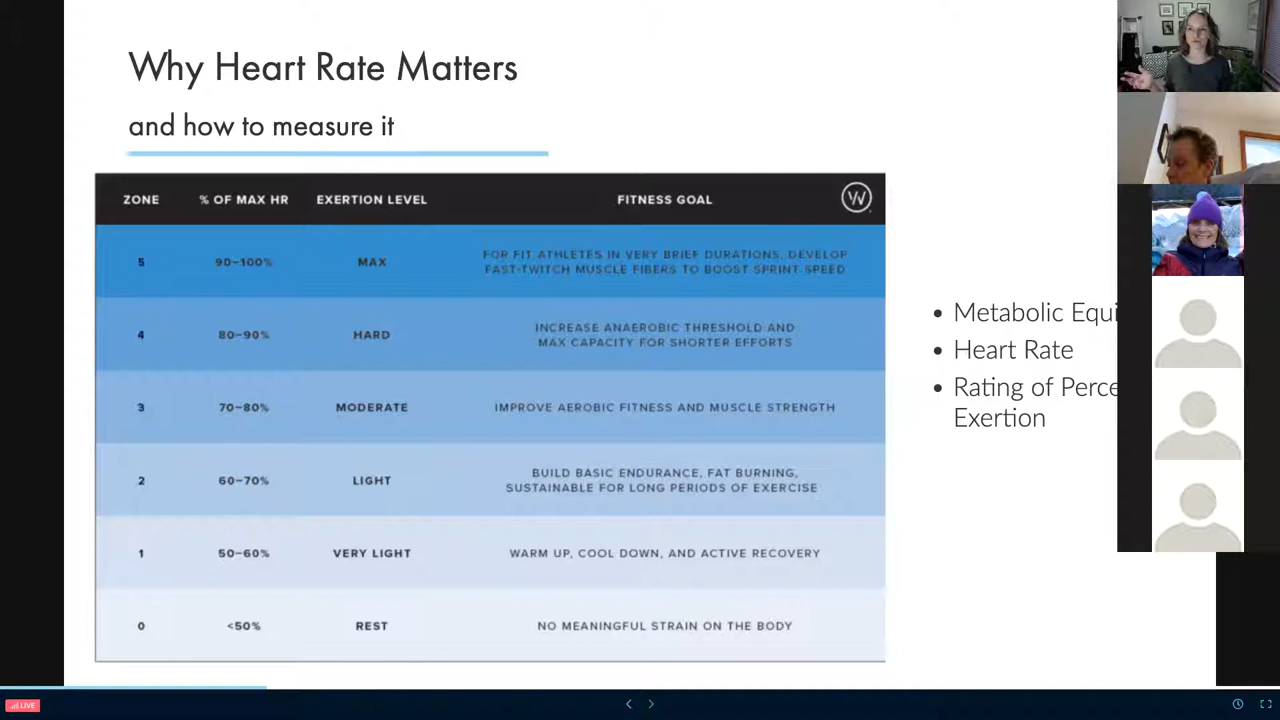 Why Heart Rate Matters
and how to measure it
ZONE % OF MAX HR EXERTION LEVEL FITNESS GOAL W
5 90–100% MAX FOR FIT ATHLETES IN VERY BRIEF DURATIONS, DEVELOP
FAST-TWITCH MUSCLE FIBERS TO BOOST SPRINT SPEED
4 80–90% HARD INCREASE ANAEROBIC THRESHOLD AND
MAX CAPACITY FOR SHORTER EFFORTS
3 70–80% MODERATE IMPROVE AEROBIC FITNESS AND MUSCLE STRENGTH
2 60–70% LIGHT BUILD BASIC ENDURANCE, FAT BURNING,
SUSTAINABLE FOR LONG PERIODS OF EXERCISE
1 50–60% VERY LIGHT WARM UP, COOL DOWN, AND ACTIVE RECOVERY
0 <50% REST NO MEANINGFUL STRAIN ON THE BODY
• Metabolic Equi
• Heart Rate
• Rating of Perce
Exertion
LIVE